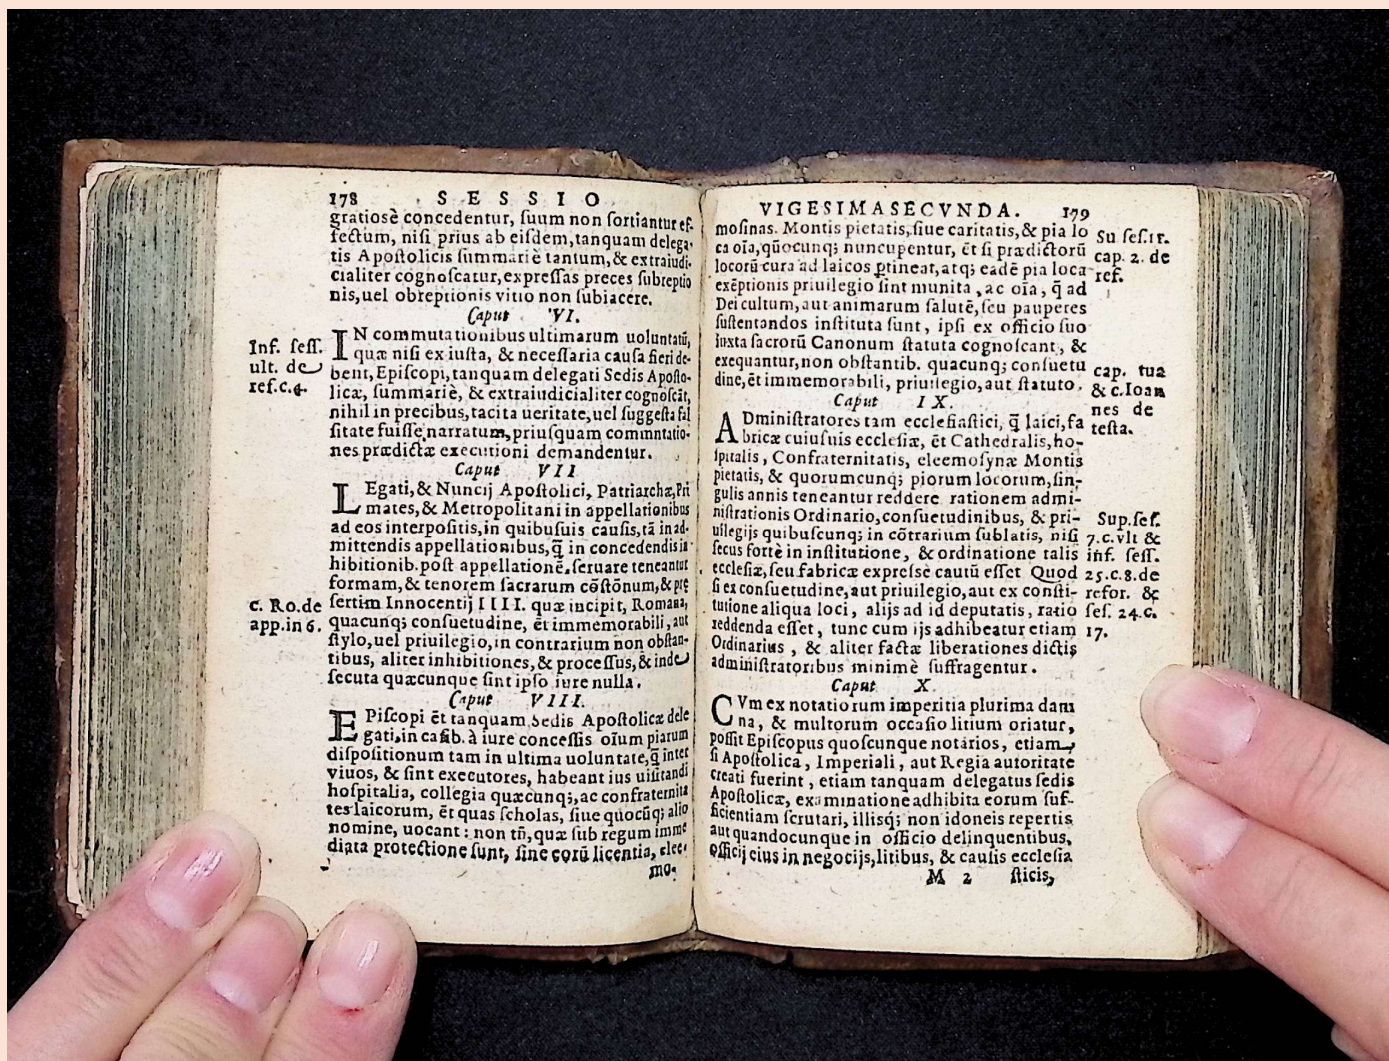 178 SESSIO
gratiosè concedentur, suum non sortiantur ef-
fectum, nisi prius ab eisdem, tanquam delega-
tis Apostolicis summariè tantum, & extraiudi-
cialiter cognoscatur, expressas preces subreptio
nis, uel obreptionis vitio non subiacere.
Caput VI.
IN commutationibus ultimarum uoluntatũ,
quæ nisi ex iusta, & necessaria causa fieri de-
bent, Episcopi, tanquam delegati Sedis Aposto-
licæ, summariè, & extraiudicialiter cognoscãt,
nihil in precibus, tacita ueritate, uel suggesta fal
sitate fuisse narratum, priusquam commntatio-
nes prædictæ executioni demandentur.
Inf. sess.
ult. de
ref.c.4.
Caput VII
LEgati, & Nuncij Apostolici, Patriarchæ, Pri
mates, & Metropolitani in appellationibus
ad eos interpositis, in quibusuis causis, tã in ad-
mittendis appellationibus, q̃ in concedendis in-
hibitionib. post appellationẽ, seruare teneantur
formam, & tenorem sacrarum cõstõnum, & præ
sertim Innocentij IIII. quæ incipit, Romana,
quacunq; consuetudine, ẽt immemorabili, aut
stylo, uel priuilegio, in contrarium non obstan-
tibus, aliter inhibitiones, & processus, & inde
secuta quæcunque sint ipso iure nulla.
c. Ro.de
app.in 6.
Caput VIII.
EPiscopi ẽt tanquam Sedis Apostolicæ dele
gati, in casib. à iure concessis oĩum piarum
dispositionum tam in ultima uoluntate, q̃ inter
viuos, & sint executores, habeant ius uisitandi
hospitalia, collegia quæcunq;, ac confraternita
tes laicorum, ẽt quas scholas, siue quocũq; alio
nomine, uocant: non tñ, quæ sub regum imme
diata protectione sunt, sine eorũ licentia, elee-
mo-
VIGESIMASECVNDA. 179
mosinas. Montis pietatis, siue caritatis, & pia lo
ca oĩa, quocunq; nuncupentur, ẽt si prædictorũ
locorũ cura ad laicos ꝑtineat, atq; eadẽ pia loca
exẽptionis priuilegio sint munita, ac oĩa, q̃ ad
Dei cultum, aut animarum salutẽ, seu pauperes
sustentandos instituta sunt, ipsi ex officio suo
iuxta sacrorũ Canonum statuta cognoscant, &
exequantur, non obstantib. quacunq; consuetu
dine, ẽt immemorabili, priuilegio, aut statuto.
Su ses.1r.
cap. 2. de
ref.
cap. tua
& c.Ioan
nes de
testa.
Caput IX.
ADministratores tam ecclesiastici, q̃ laici, fa
bricæ cuiusuis ecclesiæ, ẽt Cathedralis, ho-
spitalis, Confraternitatis, eleemosynæ Montis
pietatis, & quorumcunq; piorum locorum, sin-
gulis annis teneantur reddere rationem admi-
nistrationis Ordinario, consuetudinibus, & pri-
uilegijs quibuscunq; in cõtrarium sublatis, nisi
secus fortè in institutione, & ordinatione talis
ecclesiæ, seu fabricæ expressè cautũ esset Quod
si ex consuetudine, aut priuilegio, aut ex consti-
tutione aliqua loci, alijs ad id deputatis, ratio
reddenda esset, tunc cum ijs adhibeatur etiam
Ordinarius, & aliter factæ liberationes dictis
administratoribus minimè suffragentur.
Sup.ses.
7.c.vlt &
inf. sess.
25.c.8.de
refor. &
ses. 24.c.
17.
Caput X.
CVm ex notatiorum imperitia plurima dam
na, & multorum occasio litium oriatur,
possit Episcopus quoscunque notarios, etiam
si Apostolica, Imperiali, aut Regia autoritate
creati fuerint, etiam tanquam delegatus sedis
Apostolicæ, examinatione adhibita eorum suf-
ficientiam scrutari, illisq; non idoneis repertis
aut quandocunque in officio delinquentibus,
officij eius in negocijs, litibus, & causis ecclesia
M 2 sticis,